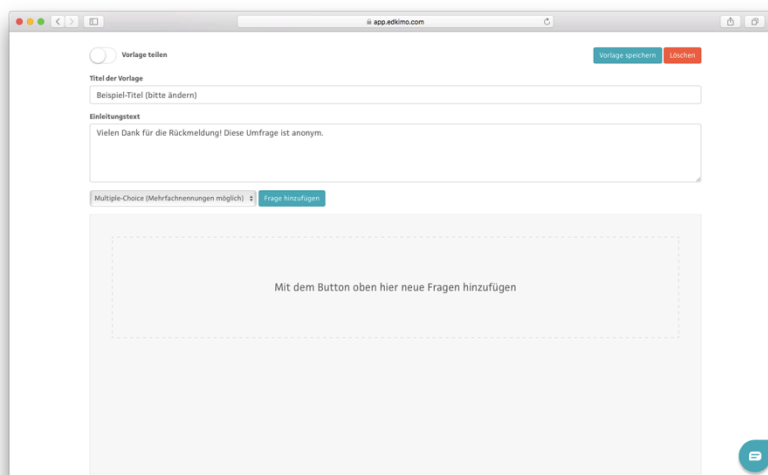 app.edkimo.com
Vorlage teilen
Vorlage speichern
Löschen
Titel der Vorlage
Beispiel-Titel (bitte ändern)
Einleitungstext
Vielen Dank für die Rückmeldung! Diese Umfrage ist anonym.
Multiple-Choice (Mehrfachnennungen möglich)
Frage hinzufügen
Mit dem Button oben hier neue Fragen hinzufügen